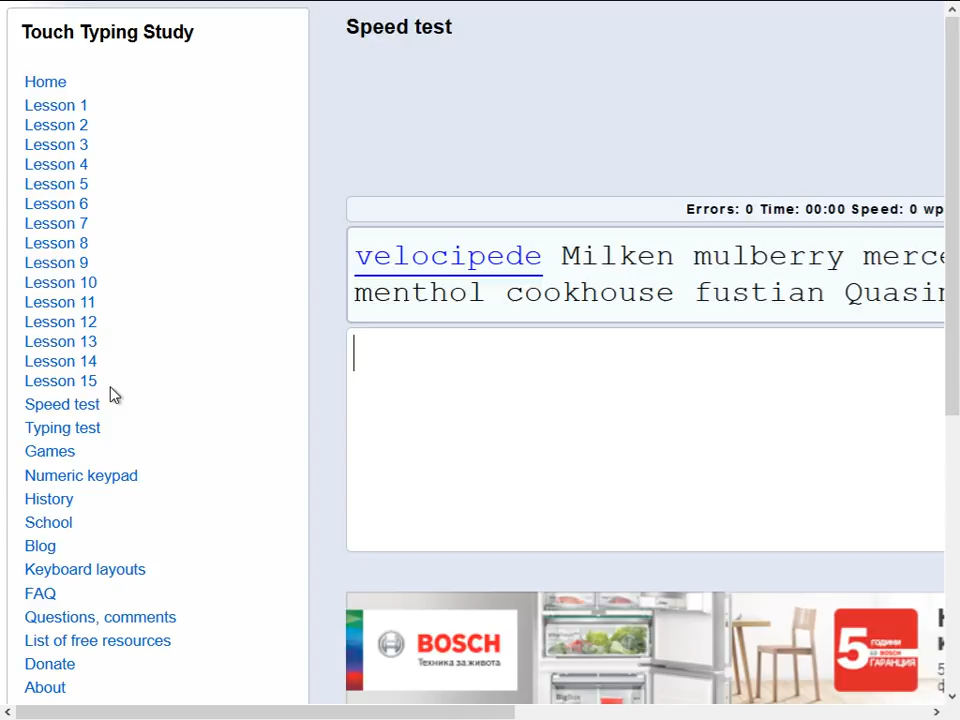 Touch Typing Study
Home
Lesson 1
Lesson 2
Lesson 3
Lesson 4
Lesson 5
Lesson 6
Lesson 7
Lesson 8
Lesson 9
Lesson 10
Lesson 11
Lesson 12
Lesson 13
Lesson 14
Lesson 15
Speed test
Typing test
Games
Numeric keypad
History
School
Blog
Keyboard layouts
FAQ
Questions, comments
List of free resources
Donate
About
Speed test
Errors: 0 Time: 00:00 Speed: 0 wp
velocipede Milken mulberry merce
menthol cookhouse fustian Quasin
BOSCH
Техника за живота
5 ГОДИНИ
BOSCH
ГАРАНЦИЯ